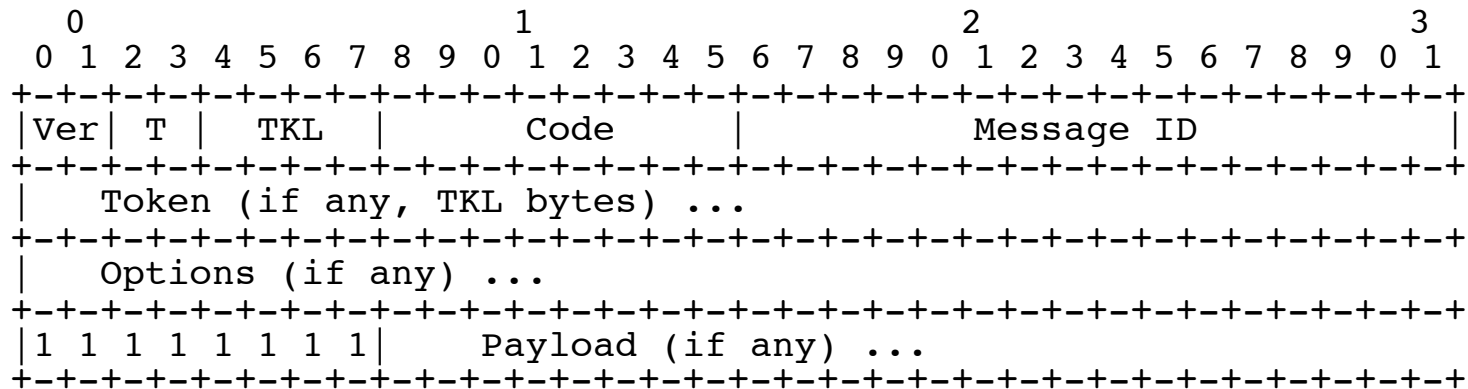 0                   1                   2                   3
 0 1 2 3 4 5 6 7 8 9 0 1 2 3 4 5 6 7 8 9 0 1 2 3 4 5 6 7 8 9 0 1
+-+-+-+-+-+-+-+-+-+-+-+-+-+-+-+-+-+-+-+-+-+-+-+-+-+-+-+-+-+-+-+-+
|Ver| T |  TKL  |      Code     |          Message ID           |
+-+-+-+-+-+-+-+-+-+-+-+-+-+-+-+-+-+-+-+-+-+-+-+-+-+-+-+-+-+-+-+-+
|   Token (if any, TKL bytes) ...
+-+-+-+-+-+-+-+-+-+-+-+-+-+-+-+-+-+-+-+-+-+-+-+-+-+-+-+-+-+-+-+-+
|   Options (if any) ...
+-+-+-+-+-+-+-+-+-+-+-+-+-+-+-+-+-+-+-+-+-+-+-+-+-+-+-+-+-+-+-+-+
|1 1 1 1 1 1 1 1|    Payload (if any) ...
+-+-+-+-+-+-+-+-+-+-+-+-+-+-+-+-+-+-+-+-+-+-+-+-+-+-+-+-+-+-+-+-+